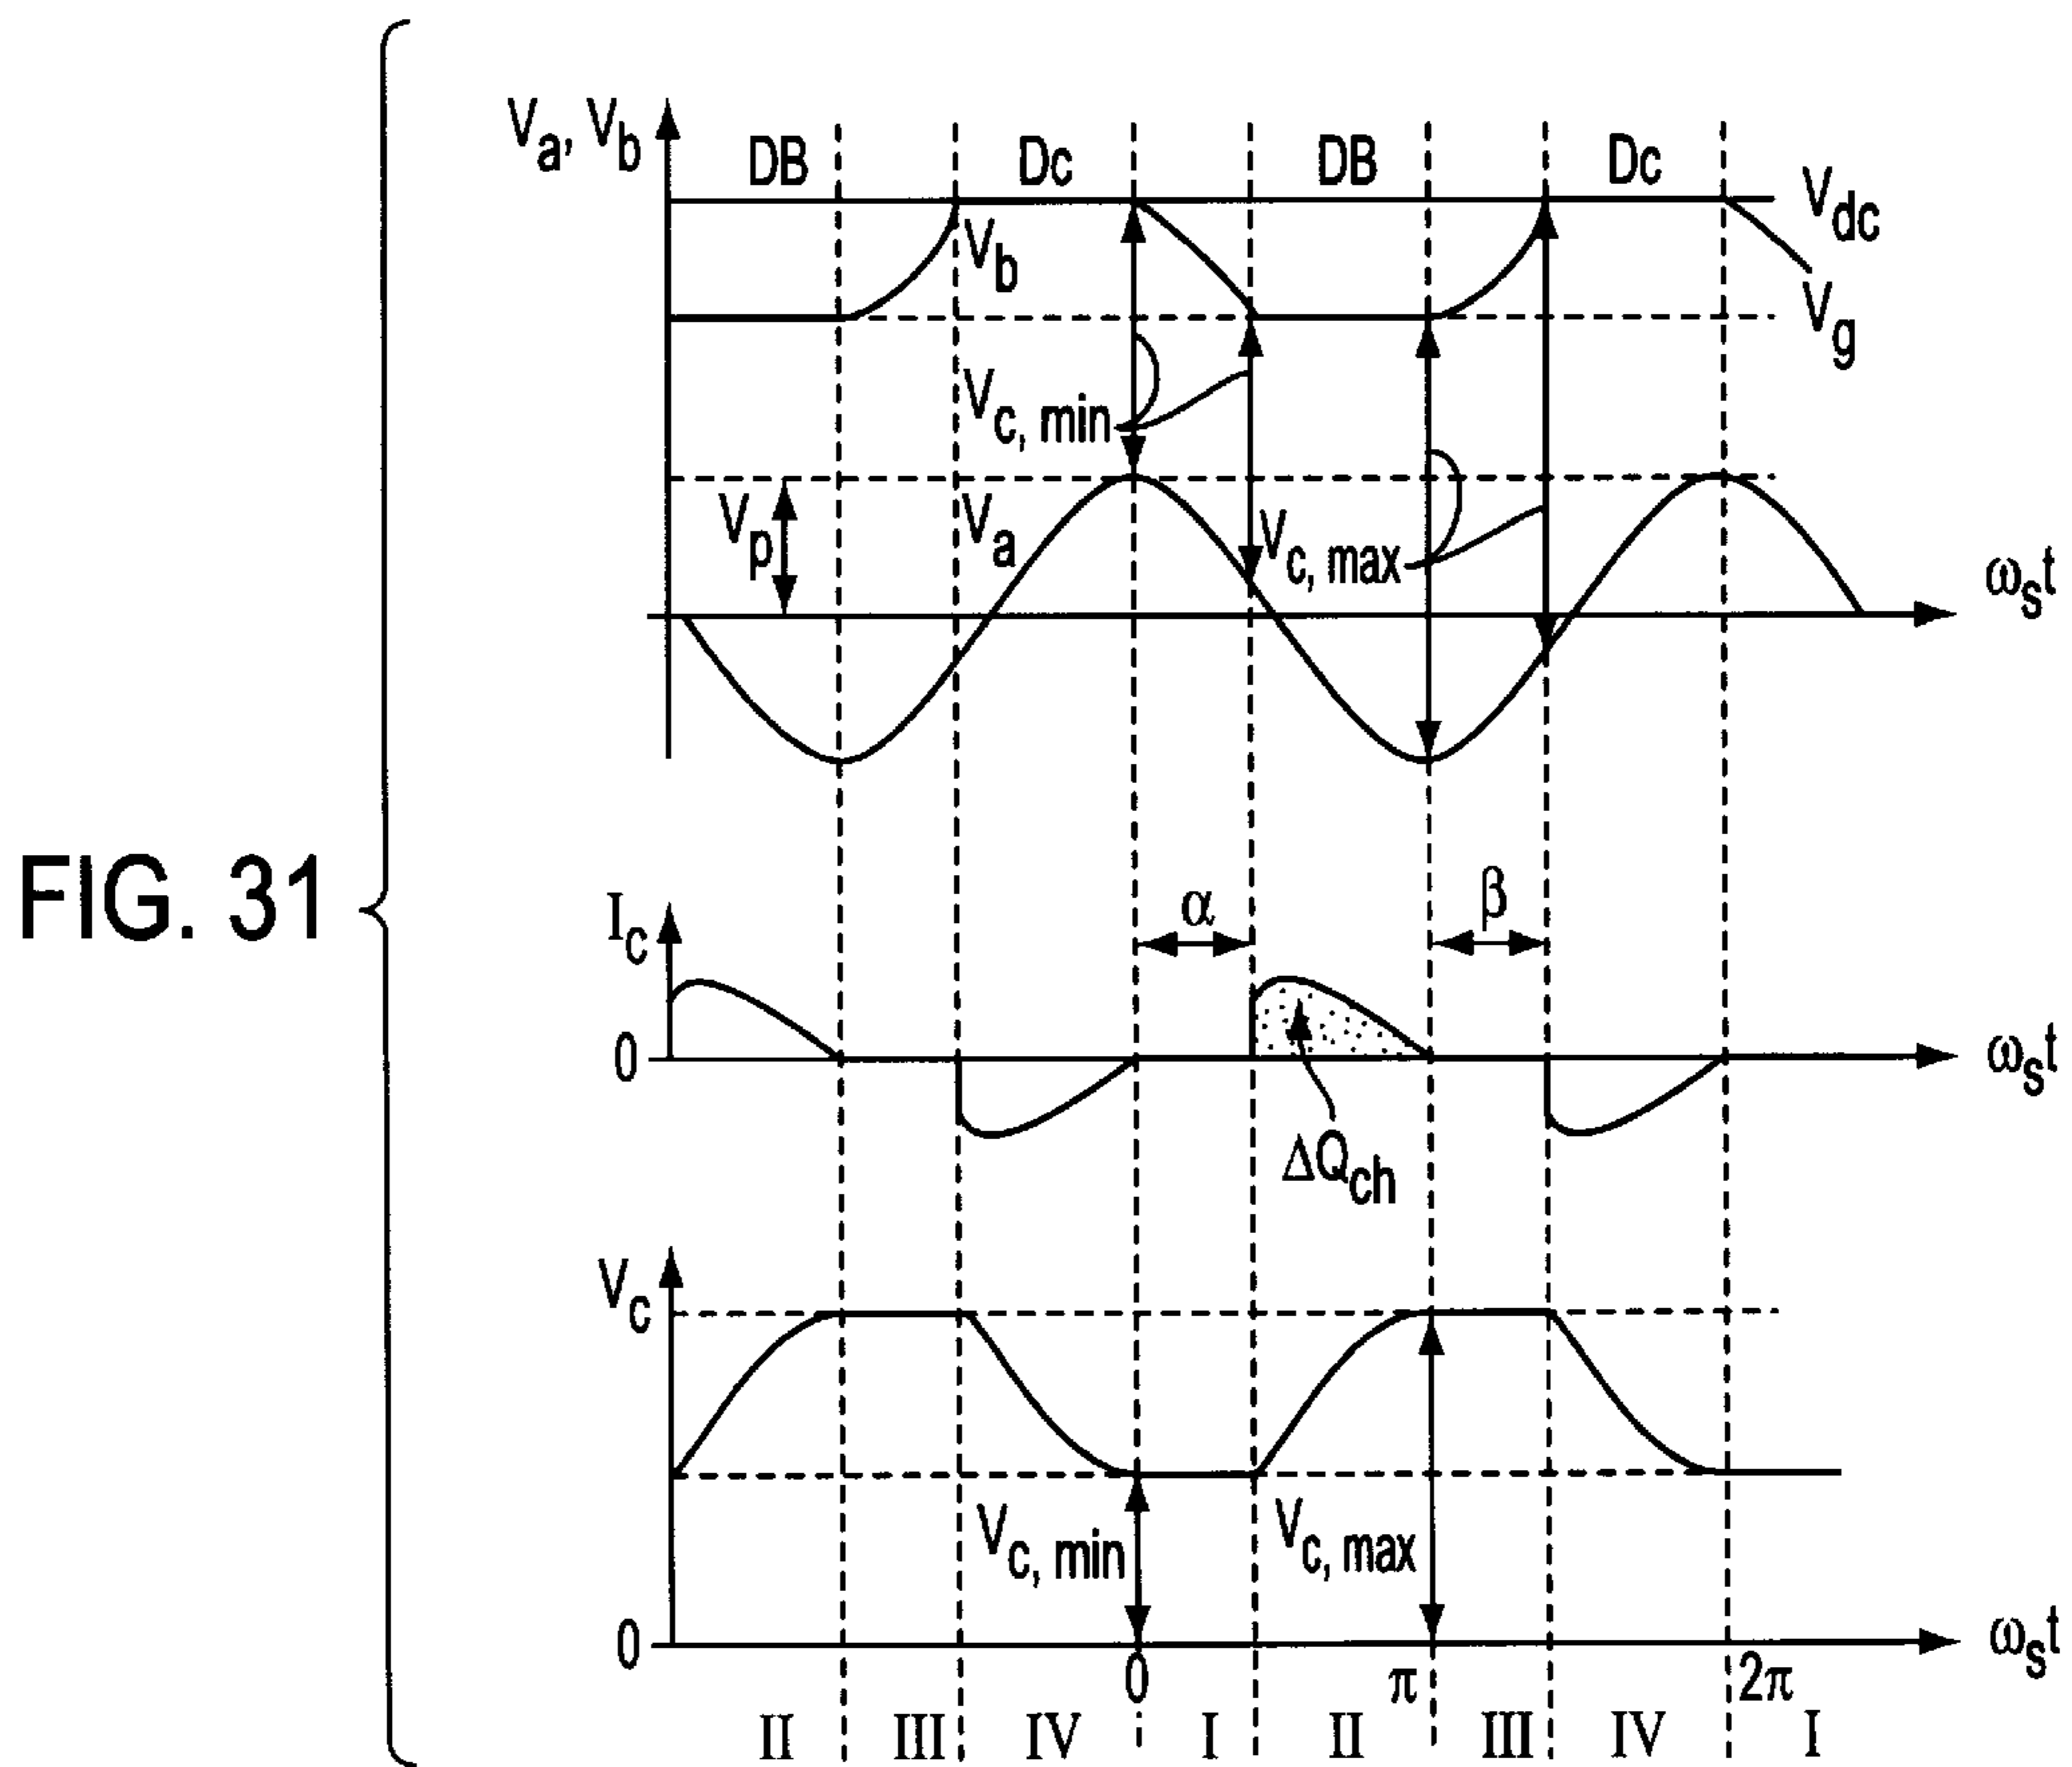 FIG. 31
Va, Vb
DB
Dc
DB
Dc
Vdc
Vb
Vg
Vc, min
Vp
Va
Vc, max
ωst
Ic
α
β
0
ωst
ΔQch
Vc
Vc, min
Vc, max
0
ωst
0
π
2π
II
III
IV
I
II
III
IV
I